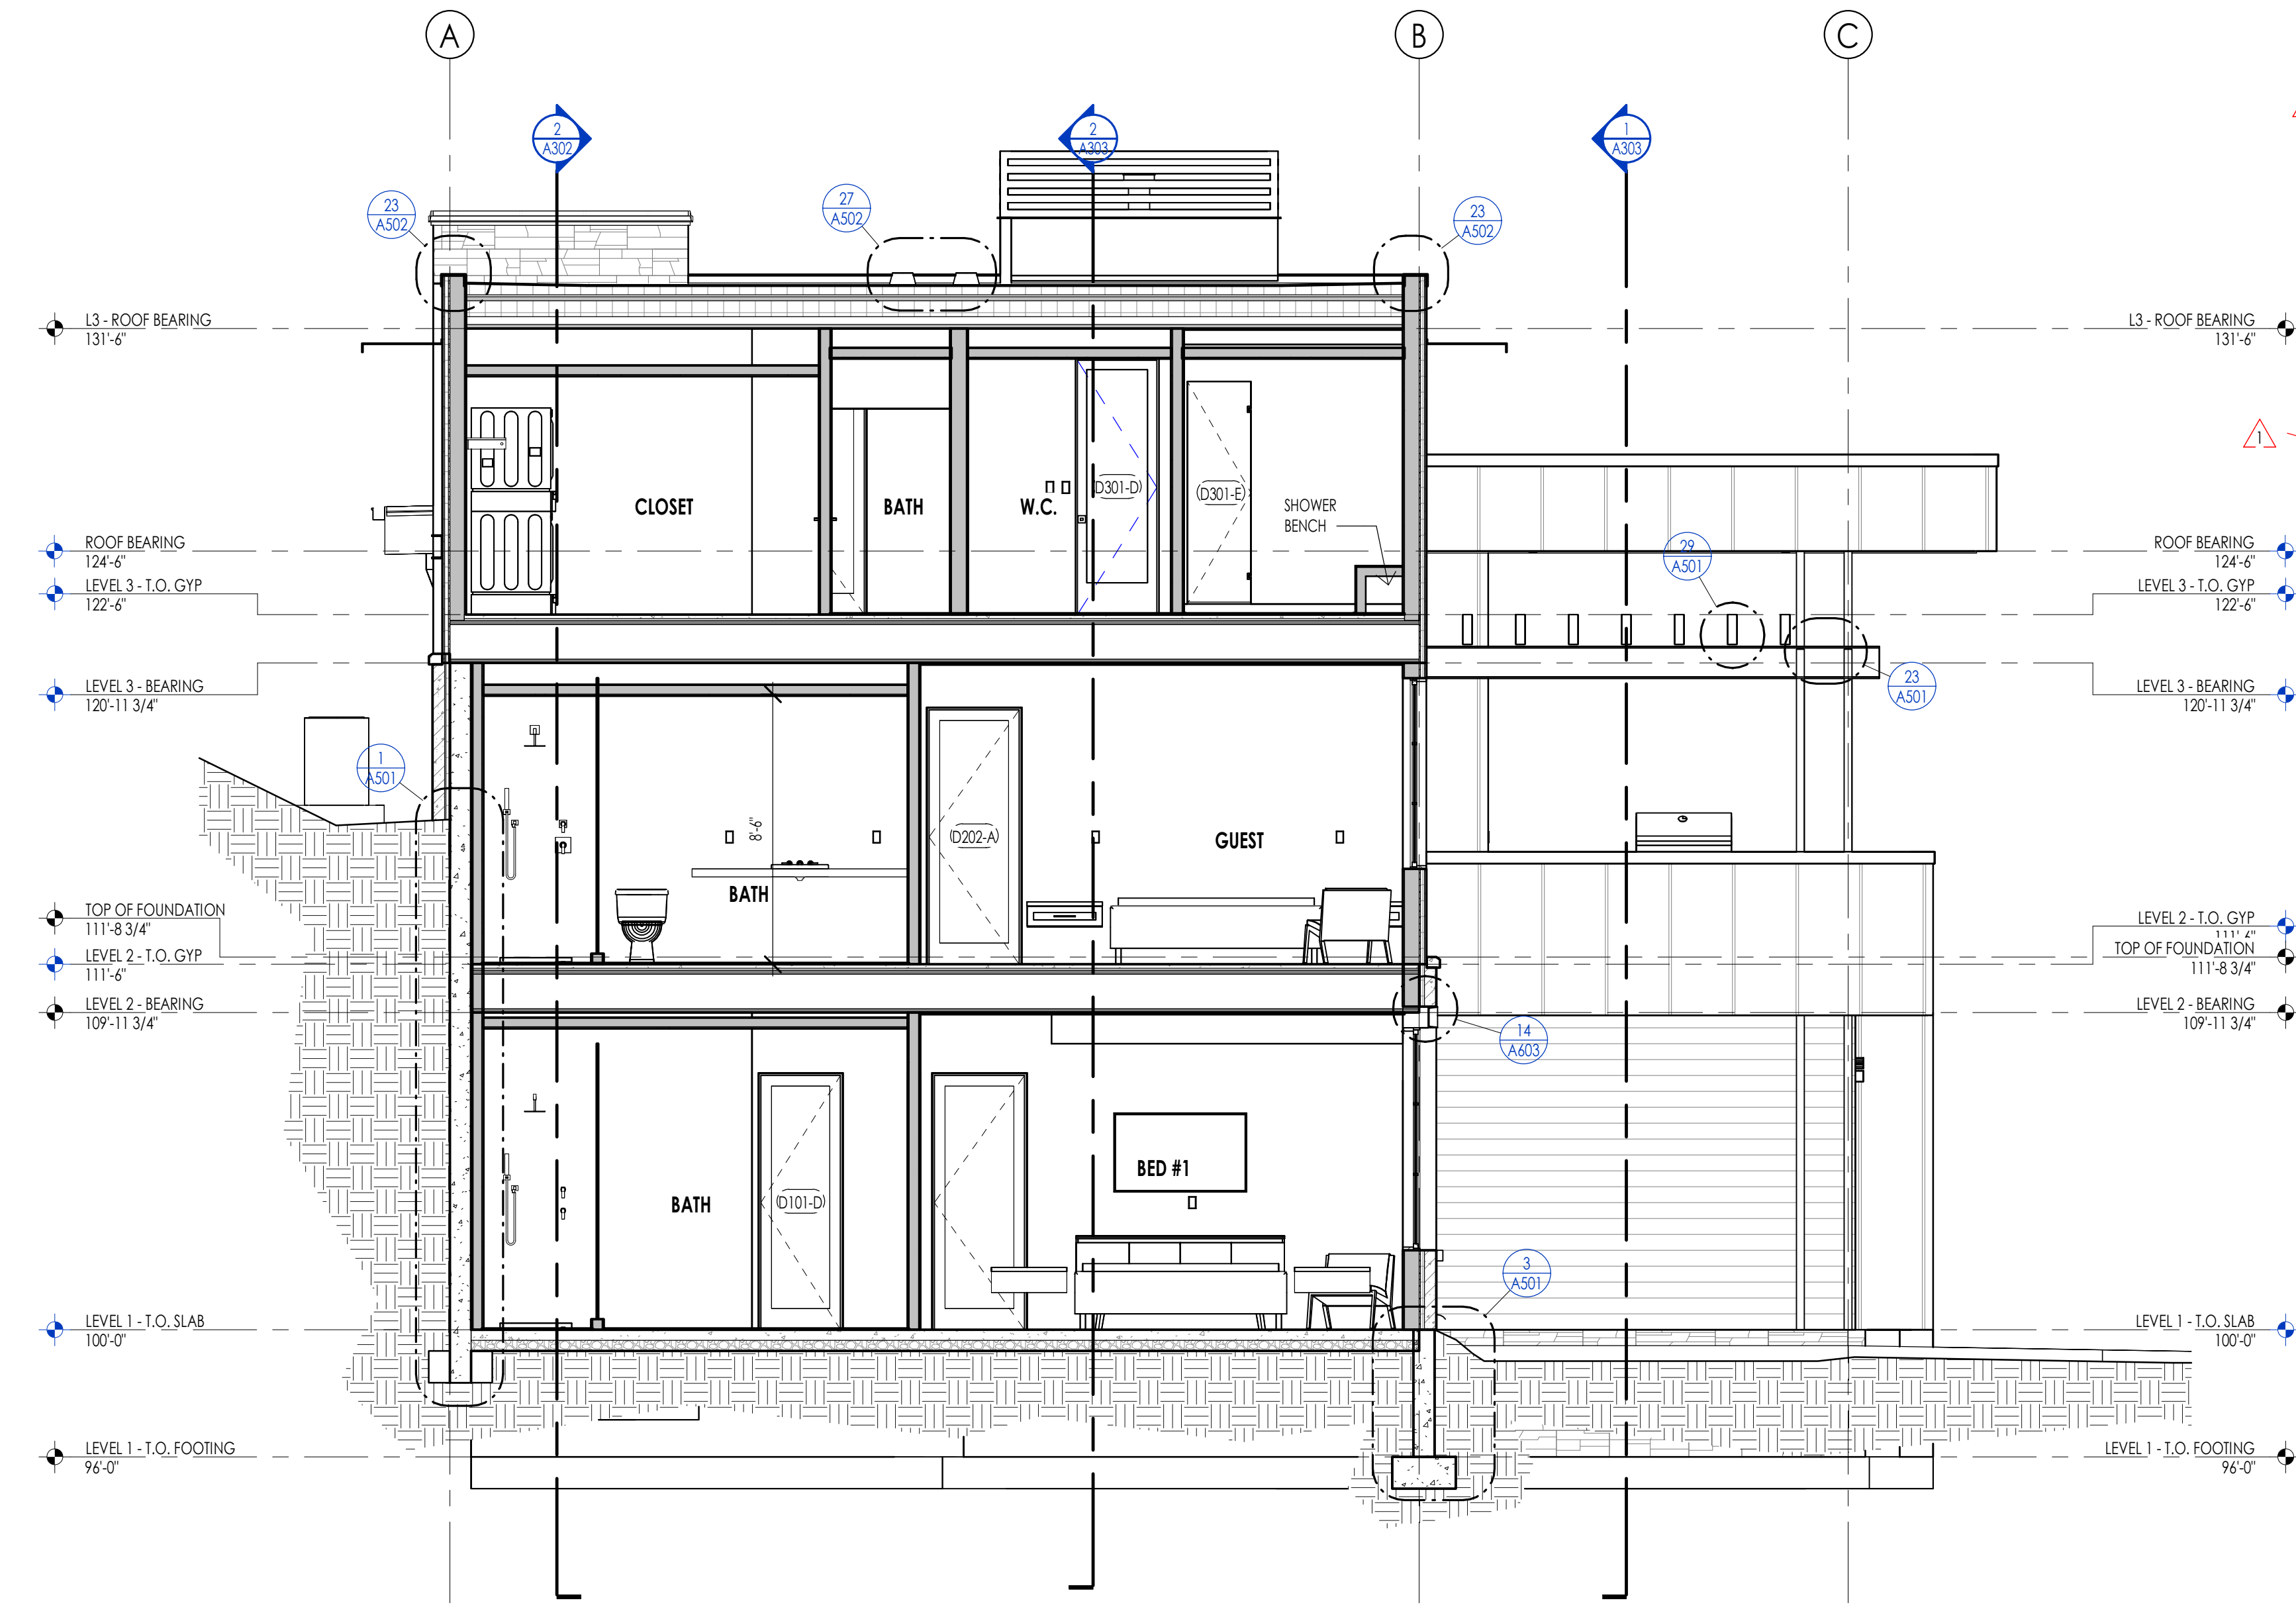 A
B
C
2
A302
2
A303
1
A303
23
A502
27
A502
23
A502
L3 - ROOF BEARING
131'-6"
L3 - ROOF BEARING
131'-6"
1
CLOSET
BATH
W.C.
(D301-D)
(D301-E)
SHOWER
BENCH
ROOF BEARING
124'-6"
ROOF BEARING
124'-6"
29
A501
LEVEL 3 - T.O. GYP
122'-6"
LEVEL 3 - T.O. GYP
122'-6"
LEVEL 3 - BEARING
120'-11 3/4"
23
A501
LEVEL 3 - BEARING
120'-11 3/4"
1
A501
8'-6"
(D202-A)
GUEST
BATH
TOP OF FOUNDATION
111'-8 3/4"
LEVEL 2 - T.O. GYP
LEVEL 2 - T.O. GYP
111'-6"
TOP OF FOUNDATION
111'-8 3/4"
LEVEL 2 - BEARING
109'-11 3/4"
LEVEL 2 - BEARING
109'-11 3/4"
14
A603
BED #1
BATH
(D101-D)
3
A501
LEVEL 1 - T.O. SLAB
100'-0"
LEVEL 1 - T.O. SLAB
100'-0"
LEVEL 1 - T.O. FOOTING
96'-0"
LEVEL 1 - T.O. FOOTING
96'-0"